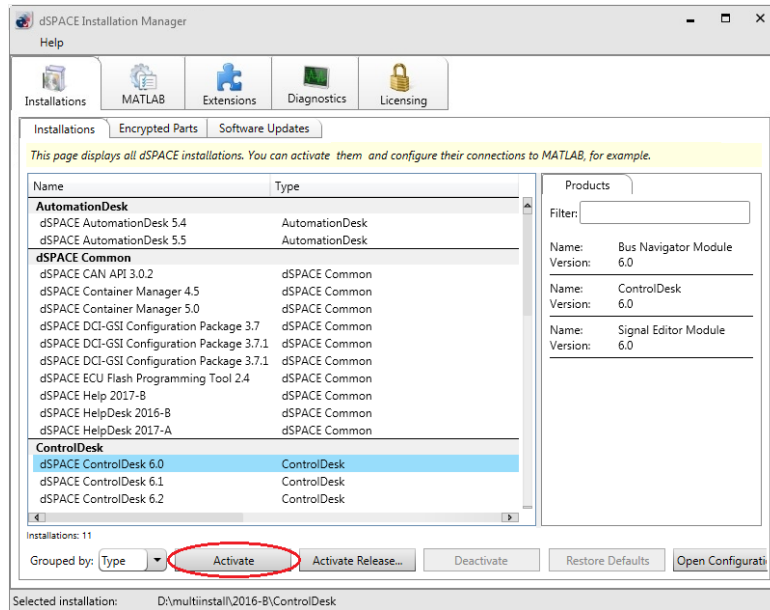 dSPACE Installation Manager
Help
Installations MATLAB Extensions Diagnostics Licensing
Installations Encrypted Parts Software Updates
This page displays all dSPACE installations. You can activate them and configure their connections to MATLAB, for example.
Name Type
AutomationDesk
dSPACE AutomationDesk 5.4 AutomationDesk
dSPACE AutomationDesk 5.5 AutomationDesk
dSPACE Common
dSPACE CAN API 3.0.2 dSPACE Common
dSPACE Container Manager 4.5 dSPACE Common
dSPACE Container Manager 5.0 dSPACE Common
dSPACE DCI-GSI Configuration Package 3.7 dSPACE Common
dSPACE DCI-GSI Configuration Package 3.7.1 dSPACE Common
dSPACE DCI-GSI Configuration Package 3.7.1 dSPACE Common
dSPACE ECU Flash Programming Tool 2.4 dSPACE Common
dSPACE Help 2017-B dSPACE Common
dSPACE HelpDesk 2016-B dSPACE Common
dSPACE HelpDesk 2017-A dSPACE Common
ControlDesk
dSPACE ControlDesk 6.0 ControlDesk
dSPACE ControlDesk 6.1 ControlDesk
dSPACE ControlDesk 6.2 ControlDesk
Products
Filter:
Name: Bus Navigator Module
Version: 6.0
Name: ControlDesk
Version: 6.0
Name: Signal Editor Module
Version: 6.0
Installations: 11
Grouped by: Type Activate Activate Release... Deactivate Restore Defaults Open Configurati
Selected installation: D:\multiinstall\2016-B\ControlDesk